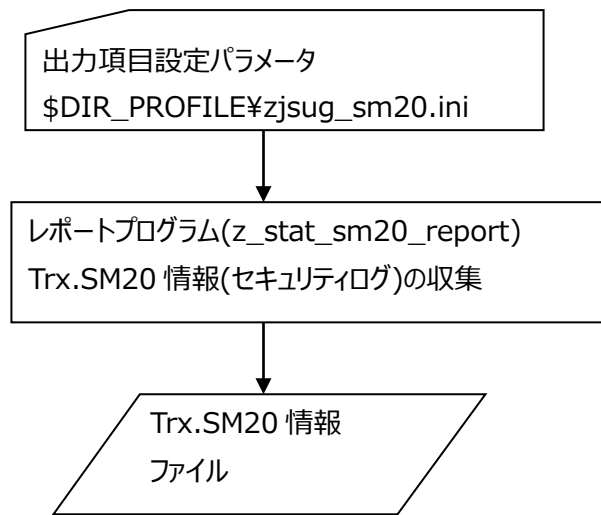 出力項目設定パラメータ
$DIR_PROFILE¥zjsug_sm20.ini
レポートプログラム(z_stat_sm20_report)
Trx.SM20 情報(セキュリティログ)の収集
Trx.SM20 情報
ファイル